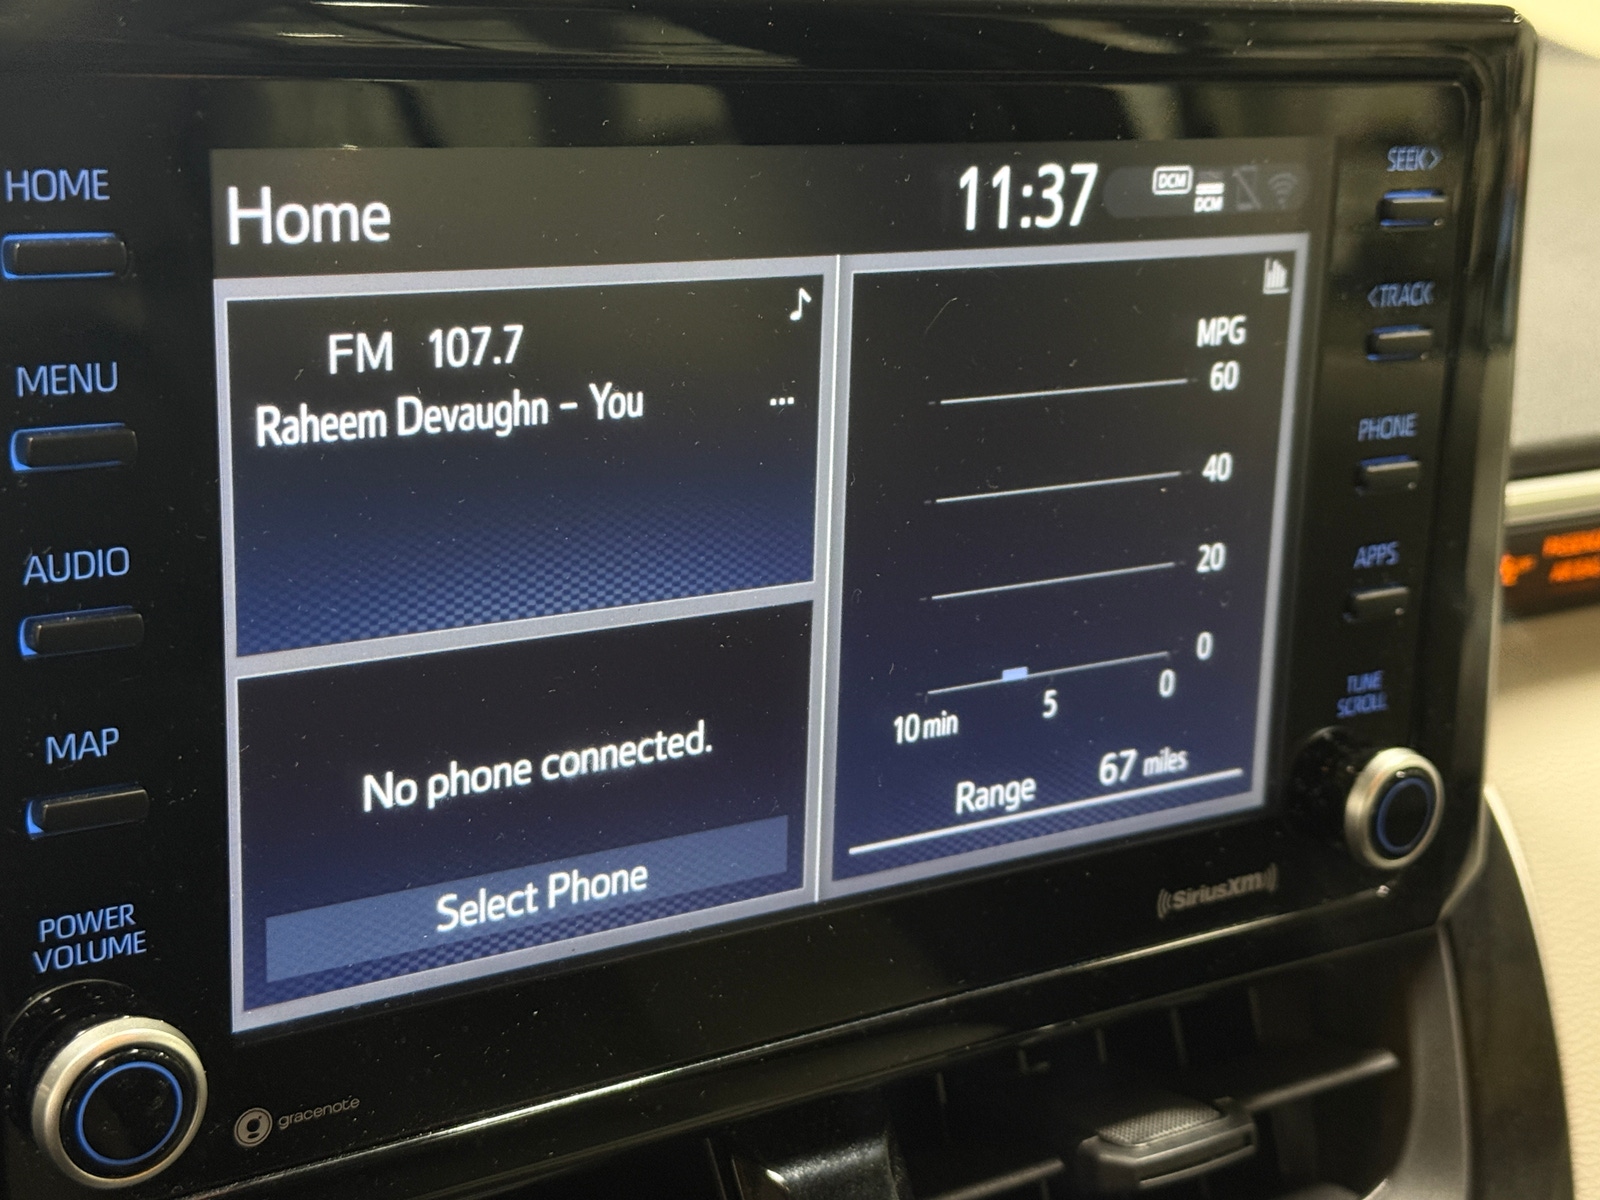 HOME
MENU
AUDIO
MAP
POWER
VOLUME
Home
11:37
DCM
DCM
FM 107.7
Raheem Devaughn – You
...
No phone connected.
Select Phone
MPG
60
40
20
0
10 min
5
0
Range 67 miles
SEEK>
<TRACK
PHONE
APPS
TUNE
SCROLL
((SiriusXM))
g gracenote